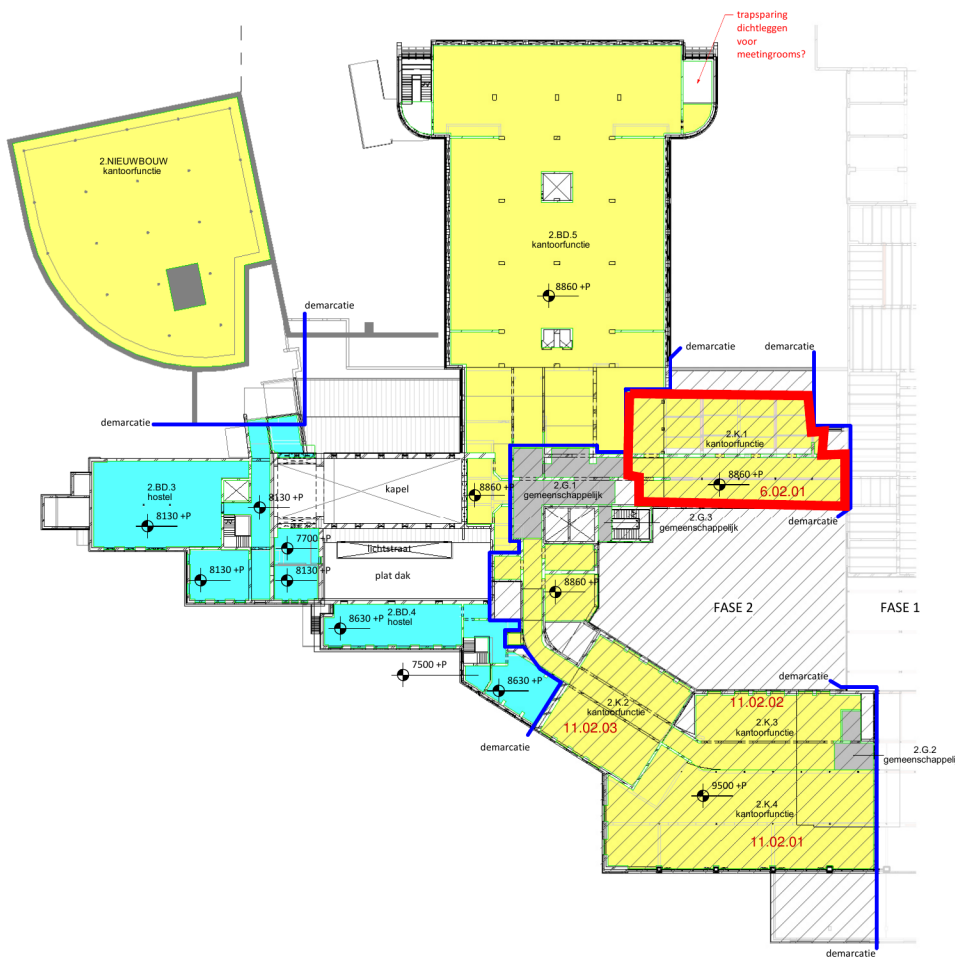 trapsparing
dichtleggen
voor
meetingrooms?
2.NIEUWBOUW
kantoorfunctie
2.BD.5
kantoorfunctie
8860 +P
demarcatie
demarcatie
demarcatie
demarcatie
2.K.1
kantoorfunctie
8860 +P
6.02.01
demarcatie
2.BD.3
hostel
8130 +P
8130 +P
kapel
8860 +P
2.G.1
gemeenschappelijk
2.G.3
gemeenschappelijk
7700 +P
lichtstraat
8130 +P
8130 +P
plat dak
8860 +P
2.BD.4
hostel
8630 +P
FASE 2
FASE 1
7500 +P
8630 +P
demarcatie
2.K.2
kantoorfunctie
11.02.03
11.02.02
2.K.3
kantoorfunctie
demarcatie
2.G.2
gemeenschappeli
9500 +P
2.K.4
kantoorfunctie
11.02.01
demarcatie